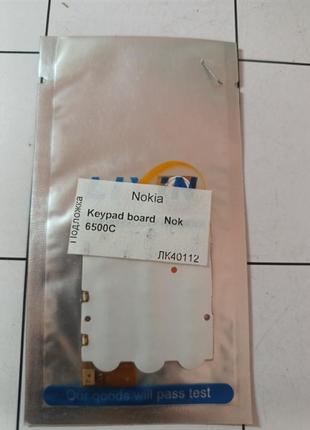 Nokia
Подложка
Keypad board Nok
6500C
ЛК40112
Our goods will pass test